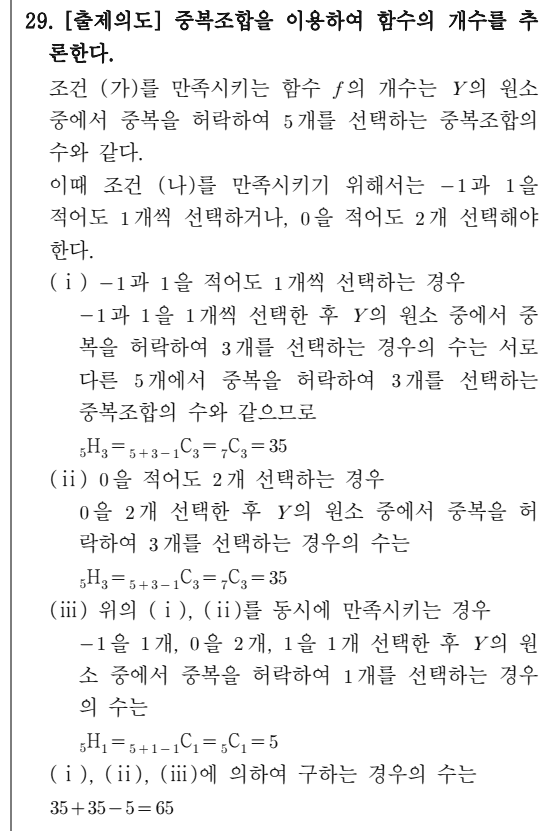 29. [출제의도] 중복조합을 이용하여 함수의 개수를 추
론한다.
조건 (가)를 만족시키는 함수 f의 개수는 Y의 원소
중에서 중복을 허락하여 5개를 선택하는 중복조합의
수와 같다.
이때 조건 (나)를 만족시키기 위해서는 −1과 1을
적어도 1개씩 선택하거나, 0을 적어도 2개 선택해야
한다.
(ⅰ) −1과 1을 적어도 1개씩 선택하는 경우
−1과 1을 1개씩 선택한 후 Y의 원소 중에서 중
복을 허락하여 3개를 선택하는 경우의 수는 서로
다른 5개에서 중복을 허락하여 3개를 선택하는
중복조합의 수와 같으므로
₅H₃=₅₊₃₋₁C₃=₇C₃=35
(ⅱ) 0을 적어도 2개 선택하는 경우
0을 2개 선택한 후 Y의 원소 중에서 중복을 허
락하여 3개를 선택하는 경우의 수는
₅H₃=₅₊₃₋₁C₃=₇C₃=35
(ⅲ) 위의 (ⅰ), (ⅱ)를 동시에 만족시키는 경우
−1을 1개, 0을 2개, 1을 1개 선택한 후 Y의 원
소 중에서 중복을 허락하여 1개를 선택하는 경우
의 수는
₅H₁=₅₊₁₋₁C₁=₅C₁=5
(ⅰ), (ⅱ), (ⅲ)에 의하여 구하는 경우의 수는
35+35−5=65